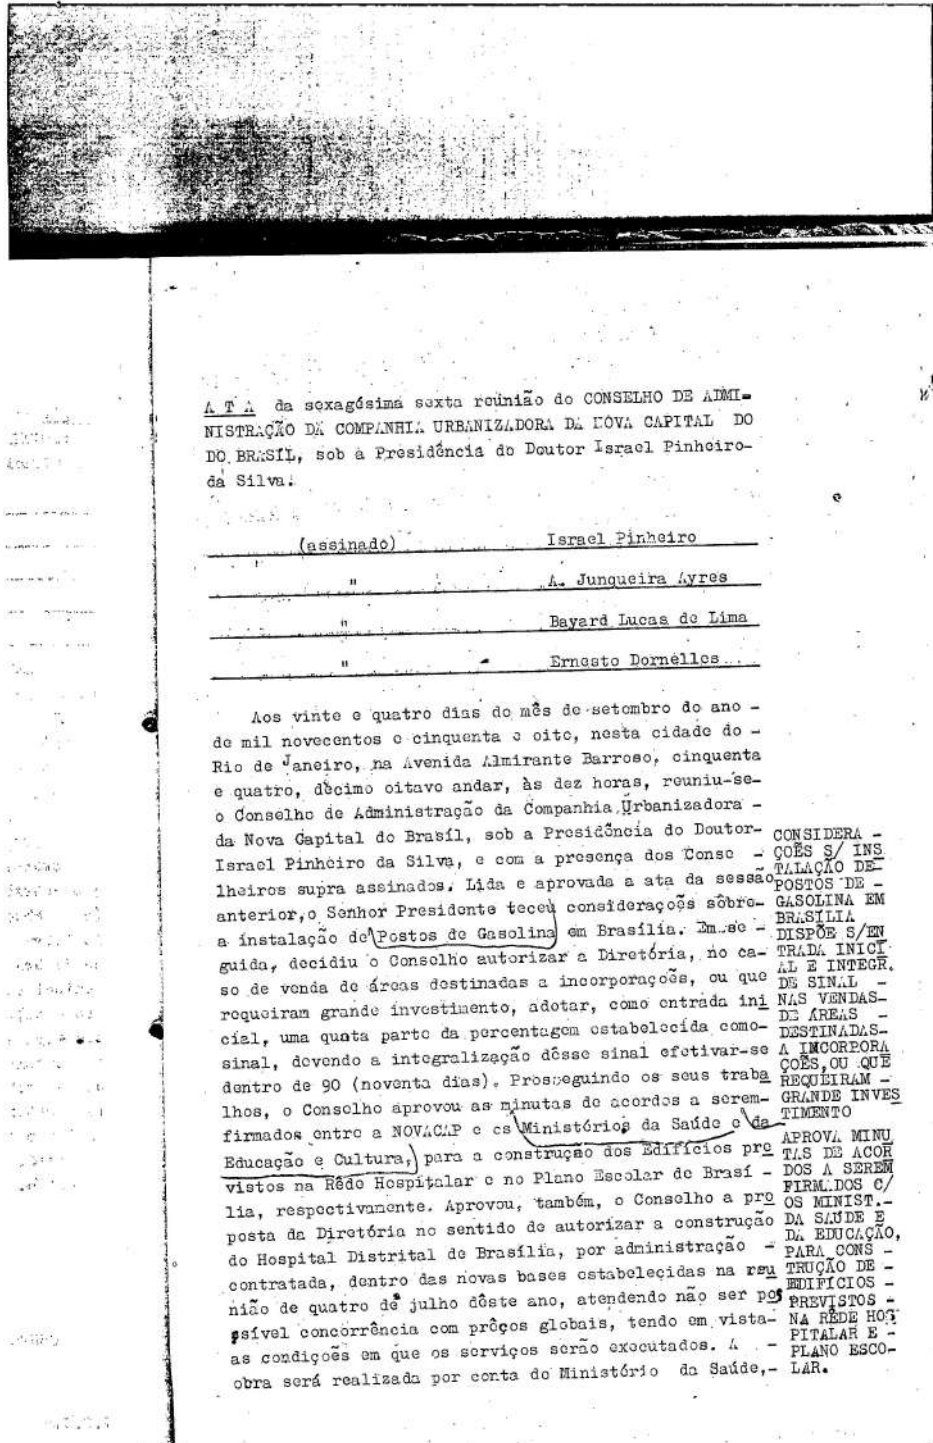 A T A da sexagésima sexta reunião do CONSELHO DE ADMI-
NISTRAÇÃO DA COMPANHIA URBANIZADORA DA NOVA CAPITAL DO
DO BRASIL, sob a Presidência do Doutor Israel Pinheiro-
da Silva.
(assinado) Israel Pinheiro
" A. Junqueira Ayres
" Bayard Lucas de Lima
" Ernesto Dornelles
Aos vinte e quatro dias do mês de setembro do ano -
de mil novecentos e cinquenta e oito, nesta cidade do -
Rio de Janeiro, na Avenida Almirante Barroso, cinquenta
e quatro, décimo oitavo andar, às dez horas, reuniu-se-
o Conselho de Administração da Companhia Urbanizadora -
da Nova Capital do Brasil, sob a Presidência do Doutor-
Israel Pinheiro da Silva, e com a presença dos Conse -
lheiros supra assinados. Lida e aprovada a ata da sessão
anterior, o Senhor Presidente teceu considerações sôbre-
a instalação de Postos de Gasolina em Brasília. Em se -
guida, decidiu o Conselho autorizar a Diretória, no ca-
so de venda de áreas destinadas a incorporações, ou que
requeiram grande investimento, adotar, como entrada ini
cial, uma quata parte da percentagem estabelecida como-
sinal, devendo a integralização dêsse sinal efetivar-se
dentro de 90 (noventa dias). Prosseguindo os seus traba
lhos, o Conselho aprovou as minutas de acordos a serem-
firmados entre a NOVACAP e os Ministérios da Saúde e da
Educação e Cultura, para a construção dos Edifícios pre
vistos na Rêde Hospitalar e no Plano Escolar de Brasí -
lia, respectivamente. Aprovou, também, o Conselho a pro
posta da Diretória no sentido de autorizar a construção
do Hospital Distrital de Brasília, por administração -
contratada, dentro das novas bases estabelecidas na reu
nião de quatro de julho dêste ano, atendendo não ser pos
ssível concorrência com prêços globais, tendo em vista-
as condições em que os serviços serão executados. A -
obra será realizada por conta do Ministério da Saúde,-
CONSIDERA -
ÇOES S/ INS
TALAÇÃO DE-
POSTOS DE -
GASOLINA EM
BRASILIA
DISPÕE S/EN
TRADA INICI
AL E INTEGR.
DE SINAL -
NAS VENDAS-
DE ÁREAS -
DESTINADAS-
A INCORPORA
ÇOES, OU QUE
REQUEIRAM -
GRANDE INVES
TIMENTO
APROVA MINU
TAS DE ACOR
DOS A SEREM
FIRMADOS C/
OS MINIST.-
DA SAÚDE E
DA EDUCAÇÃO,
PARA CONS -
TRUÇÃO DE -
EDIFÍCIOS -
PREVISTOS -
NA RÊDE HOS
PITALAR E -
PLANO ESCO-
LAR.